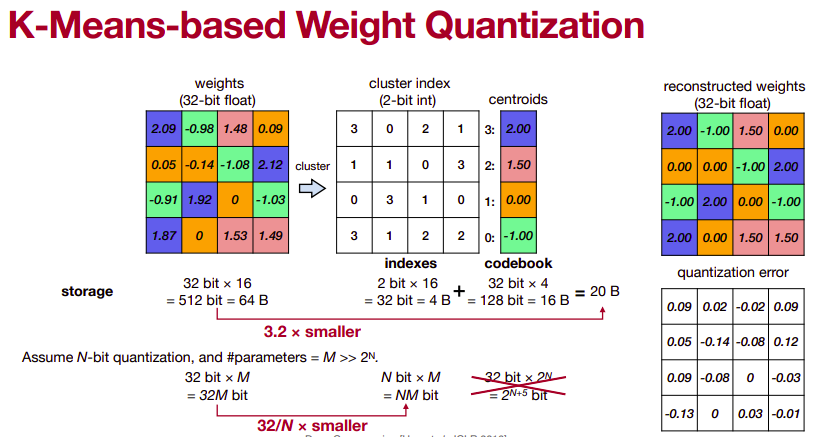 K-Means-based Weight Quantization
weights
(32-bit float)
2.09 -0.98 1.48 0.09
0.05 -0.14 -1.08 2.12
-0.91 1.92 0 -1.03
1.87 0 1.53 1.49
cluster
cluster index
(2-bit int)
3 0 2 1
1 1 0 3
0 3 1 0
3 1 2 2
indexes
centroids
3: 2.00
2: 1.50
1: 0.00
0: -1.00
codebook
reconstructed weights
(32-bit float)
2.00 -1.00 1.50 0.00
0.00 0.00 -1.00 2.00
-1.00 2.00 0.00 -1.00
2.00 0.00 1.50 1.50
quantization error
0.09 0.02 -0.02 0.09
0.05 -0.14 -0.08 0.12
0.09 -0.08 0 -0.03
-0.13 0 0.03 -0.01
storage
32 bit × 16
= 512 bit = 64 B
2 bit × 16
= 32 bit = 4 B
+
32 bit × 4
= 128 bit = 16 B
= 20 B
3.2 × smaller
Assume N-bit quantization, and #parameters = M >> 2ᴺ.
32 bit × M
= 32M bit
N bit × M
= NM bit
32 bit × 2ᴺ
= 2ᴺ⁺⁵ bit
32/N × smaller